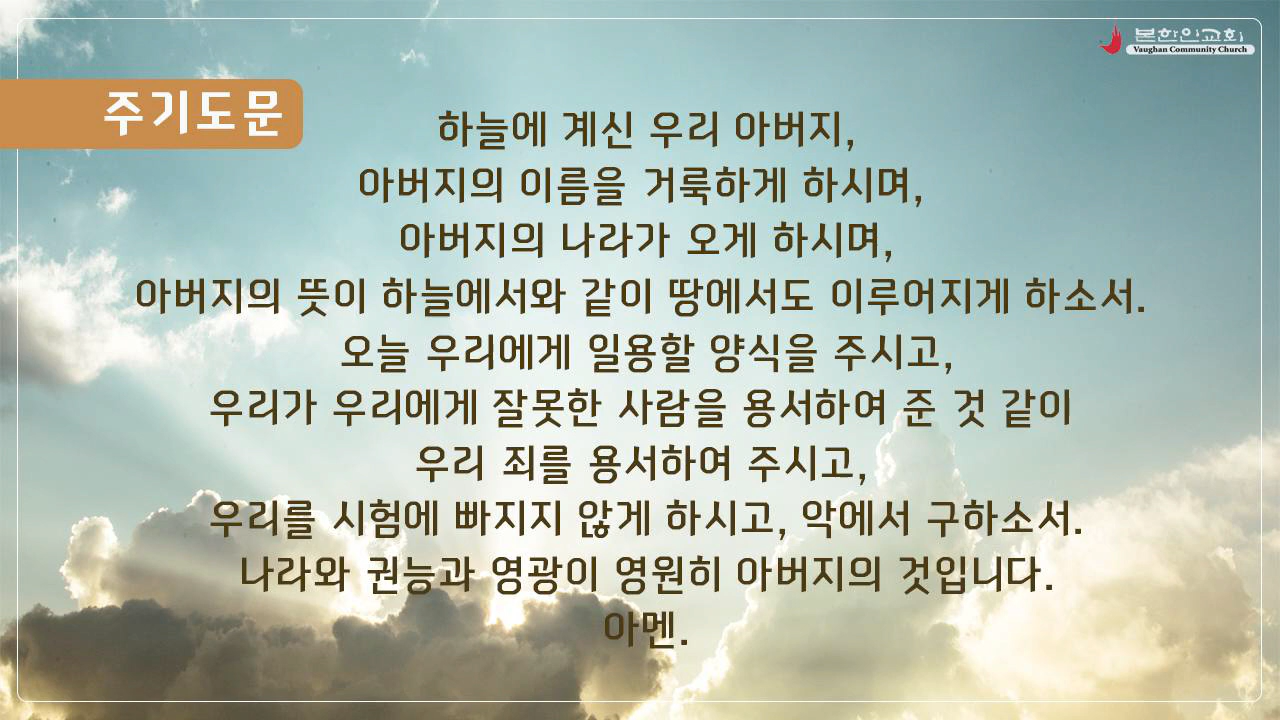 본한인교회
Vaughan Community Church
주기도문
하늘에 계신 우리 아버지,
아버지의 이름을 거룩하게 하시며,
아버지의 나라가 오게 하시며,
아버지의 뜻이 하늘에서와 같이 땅에서도 이루어지게 하소서.
오늘 우리에게 일용할 양식을 주시고,
우리가 우리에게 잘못한 사람을 용서하여 준 것 같이
우리 죄를 용서하여 주시고,
우리를 시험에 빠지지 않게 하시고, 악에서 구하소서.
나라와 권능과 영광이 영원히 아버지의 것입니다.
아멘.